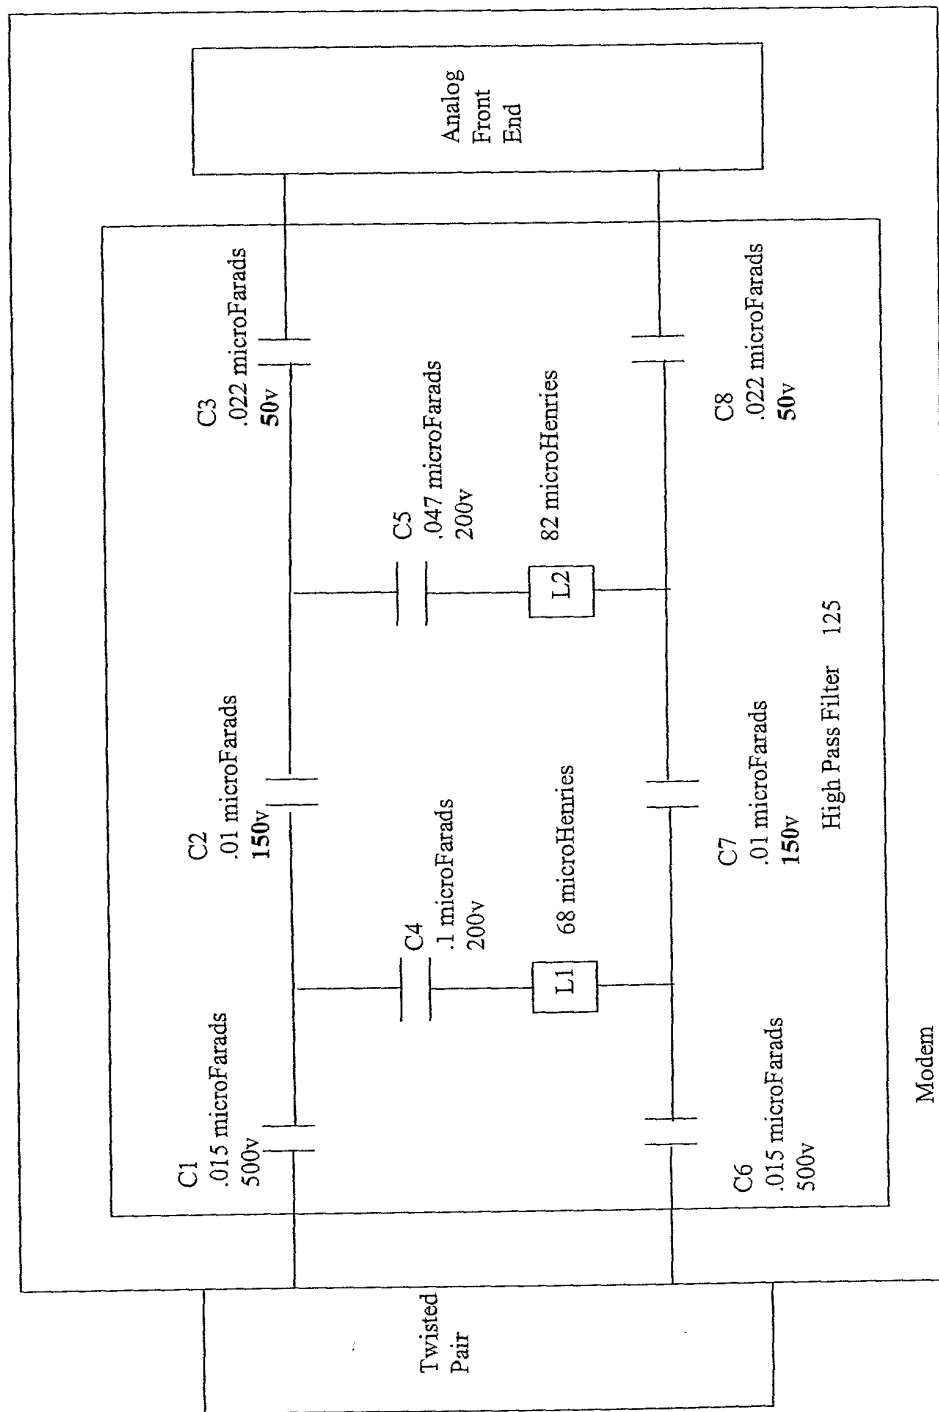 Twisted
Pair
C1
.015 microFarads
500v
C2
.01 microFarads
150v
C3
.022 microFarads
50v
C4
.1 microFarads
200v
C5
.047 microFarads
200v
L1
68 microHenries
L2
82 microHenries
C6
.015 microFarads
500v
C7
.01 microFarads
150v
C8
.022 microFarads
50v
High Pass Filter 125
Modem
Analog
Front
End